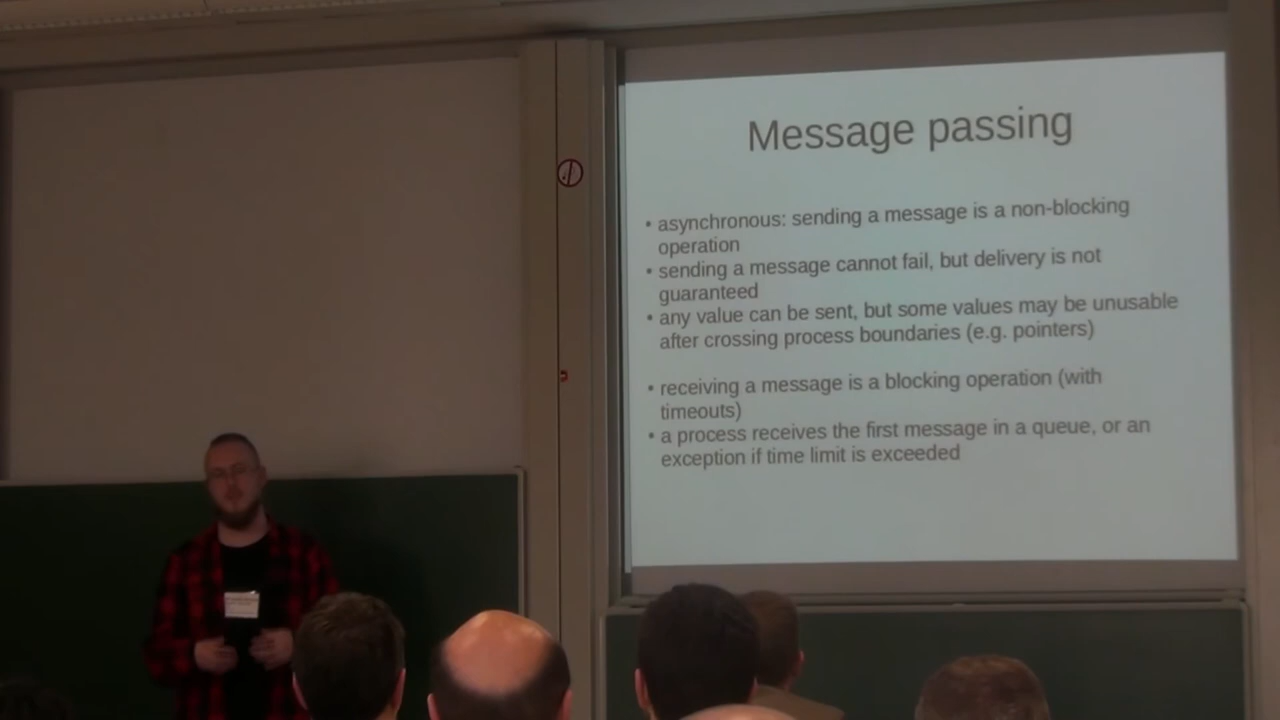 Message passing
• asynchronous: sending a message is a non-blocking
operation
• sending a message cannot fail, but delivery is not
guaranteed
• any value can be sent, but some values may be unusable
after crossing process boundaries (e.g. pointers)
• receiving a message is a blocking operation (with
timeouts)
• a process receives the first message in a queue, or an
exception if time limit is exceeded